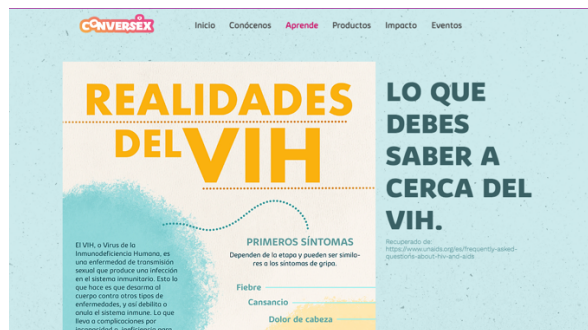 CONVERSEX
Inicio Conócenos Aprende Productos Impacto Eventos
REALIDADES
DEL VIH
El VIH, o Virus de la
Inmunodeficiencia Humana, es
una enfermedad de transmisión
sexual que produce una infección
en el sistema inmunitario. Esto lo
que hace es que desarma al
cuerpo contra otros tipos de
enfermedades, y así debilita o
anula el sistema inmune. Lo que
lleva a complicaciones por
PRIMEROS SÍNTOMAS
Dependen de la etapa y pueden ser simila-
res a los síntomas de gripa.
Fiebre
Cansancio
Dolor de cabeza
LO QUE
DEBES
SABER A
CERCA DEL
VIH.
Recuperado de:
https://www.unaids.org/es/frequently-asked-
questions-about-hiv-and-aids